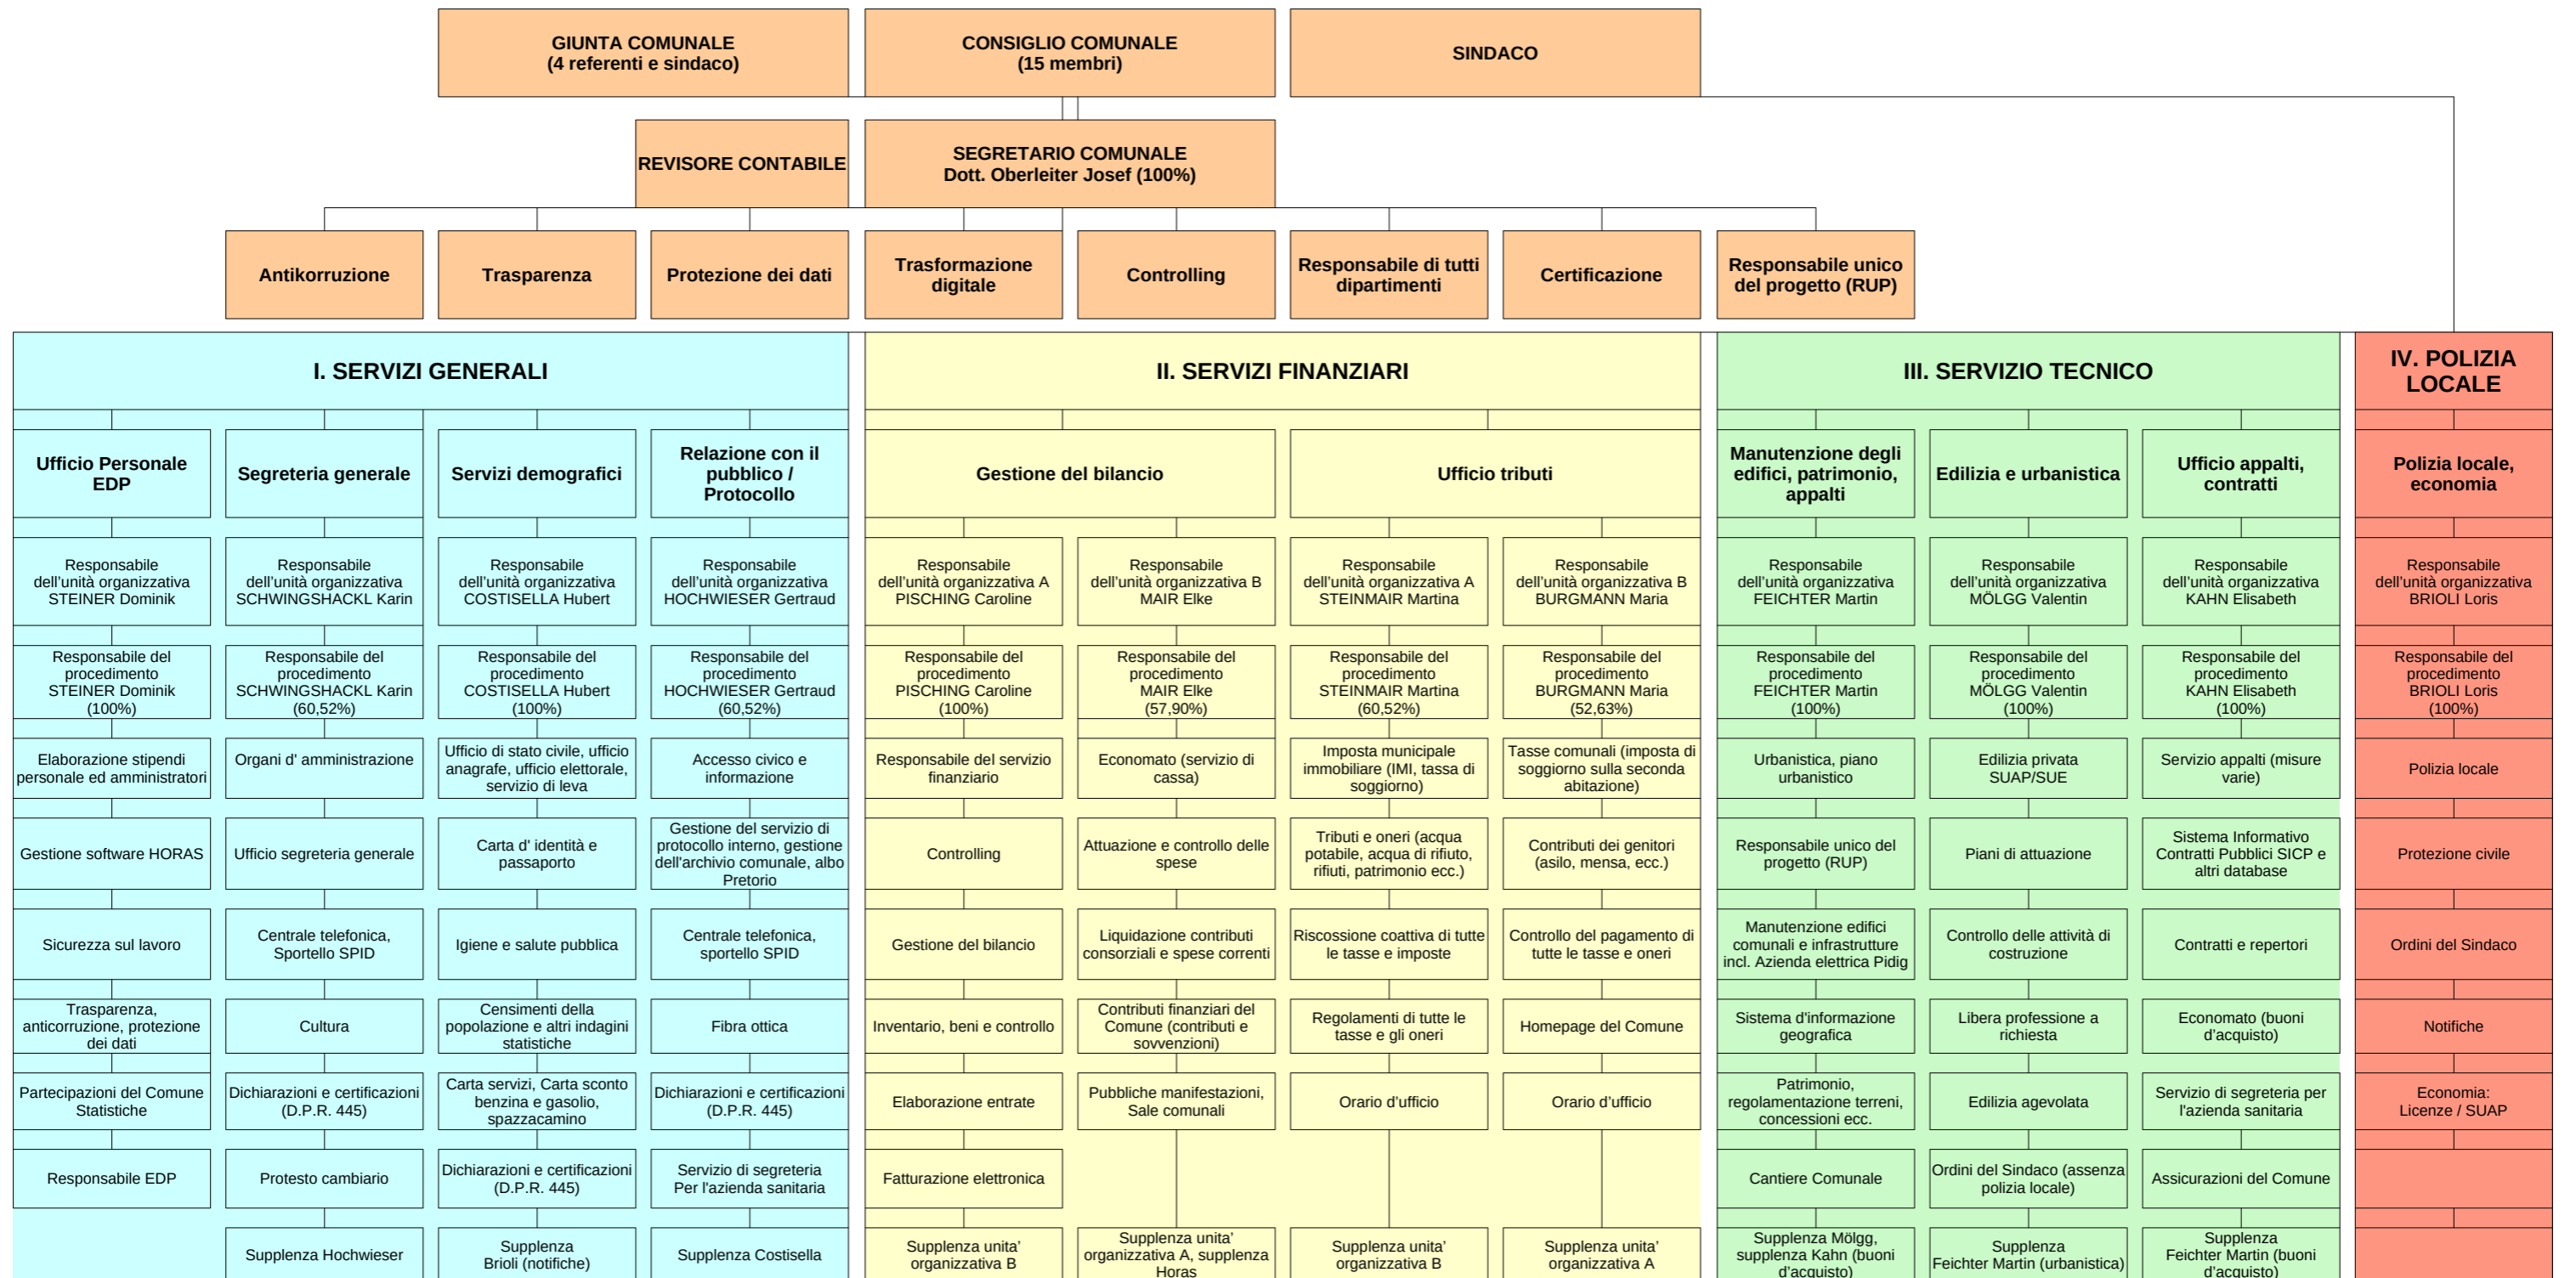 GIUNTA COMUNALE
(4 referenti e sindaco)
CONSIGLIO COMUNALE
(15 membri)
SINDACO
REVISORE CONTABILE
SEGRETARIO COMUNALE
Dott. Oberleiter Josef (100%)
Antikorruzione
Trasparenza
Protezione dei dati
Trasformazione
digitale
Controlling
Responsabile di tutti
dipartimenti
Certificazione
Responsabile unico
del progetto (RUP)
I. SERVIZI GENERALI
II. SERVIZI FINANZIARI
III. SERVIZIO TECNICO
IV. POLIZIA
LOCALE
Ufficio Personale
EDP
Segreteria generale
Servizi demografici
Relazione con il
pubblico /
Protocollo
Gestione del bilancio
Ufficio tributi
Manutenzione degli
edifici, patrimonio,
appalti
Edilizia e urbanistica
Ufficio appalti,
contratti
Polizia locale,
economia
Responsabile
dell’unità organizzativa
STEINER Dominik
Responsabile
dell’unità organizzativa
SCHWINGSHACKL Karin
Responsabile
dell’unità organizzativa
COSTISELLA Hubert
Responsabile
dell’unità organizzativa
HOCHWIESER Gertraud
Responsabile
dell’unità organizzativa A
PISCHING Caroline
Responsabile
dell’unità organizzativa B
MAIR Elke
Responsabile
dell’unità organizzativa A
STEINMAIR Martina
Responsabile
dell’unità organizzativa B
BURGMANN Maria
Responsabile
dell’unità organizzativa
FEICHTER Martin
Responsabile
dell’unità organizzativa
MÖLGG Valentin
Responsabile
dell’unità organizzativa
KAHN Elisabeth
Responsabile
dell’unità organizzativa
BRIOLI Loris
Responsabile del
procedimento
STEINER Dominik
(100%)
Responsabile del
procedimento
SCHWINGSHACKL Karin
(60,52%)
Responsabile del
procedimento
COSTISELLA Hubert
(100%)
Responsabile del
procedimento
HOCHWIESER Gertraud
(60,52%)
Responsabile del
procedimento
PISCHING Caroline
(100%)
Responsabile del
procedimento
MAIR Elke
(57,90%)
Responsabile del
procedimento
STEINMAIR Martina
(60,52%)
Responsabile del
procedimento
BURGMANN Maria
(52,63%)
Responsabile del
procedimento
FEICHTER Martin
(100%)
Responsabile del
procedimento
MÖLGG Valentin
(100%)
Responsabile del
procedimento
KAHN Elisabeth
(100%)
Responsabile del
procedimento
BRIOLI Loris
(100%)
Elaborazione stipendi
personale ed amministratori
Organi d' amministrazione
Ufficio di stato civile, ufficio
anagrafe, ufficio elettorale,
servizio di leva
Accesso civico e
informazione
Responsabile del servizio
finanziario
Economato (servizio di
cassa)
Imposta municipale
immobiliare (IMI, tassa di
soggiorno)
Tasse comunali (imposta di
soggiorno sulla seconda
abitazione)
Urbanistica, piano
urbanistico
Edilizia privata
SUAP/SUE
Servizio appalti (misure
varie)
Polizia locale
Gestione software HORAS
Ufficio segreteria generale
Carta d' identità e
passaporto
Gestione del servizio di
protocollo interno, gestione
dell'archivio comunale, albo
Pretorio
Controlling
Attuazione e controllo delle
spese
Tributi e oneri (acqua
potabile, acqua di rifiuto,
rifiuti, patrimonio ecc.)
Contributi dei genitori
(asilo, mensa, ecc.)
Responsabile unico del
progetto (RUP)
Piani di attuazione
Sistema Informativo
Contratti Pubblici SICP e
altri database
Protezione civile
Sicurezza sul lavoro
Centrale telefonica,
Sportello SPID
Igiene e salute pubblica
Centrale telefonica,
sportello SPID
Gestione del bilancio
Liquidazione contributi
consorziali e spese correnti
Riscossione coattiva di tutte
le tasse e imposte
Controllo del pagamento di
tutte le tasse e oneri
Manutenzione edifici
comunali e infrastrutture
incl. Azienda elettrica Pidig
Controllo delle attività di
costruzione
Contratti e repertori
Ordini del Sindaco
Trasparenza,
anticorruzione, protezione
dei dati
Cultura
Censimenti della
popolazione e altri indagini
statistiche
Fibra ottica
Inventario, beni e controllo
Contributi finanziari del
Comune (contributi e
sovvenzioni)
Regolamenti di tutte le
tasse e gli oneri
Homepage del Comune
Sistema d'informazione
geografica
Libera professione a
richiesta
Economato (buoni
d’acquisto)
Notifiche
Partecipazioni del Comune
Statistiche
Dichiarazioni e certificazioni
(D.P.R. 445)
Carta servizi, Carta sconto
benzina e gasolio,
spazzacamino
Dichiarazioni e certificazioni
(D.P.R. 445)
Elaborazione entrate
Pubbliche manifestazioni,
Sale comunali
Orario d’ufficio
Orario d’ufficio
Patrimonio,
regolamentazione terreni,
concessioni ecc.
Edilizia agevolata
Servizio di segreteria per
l'azienda sanitaria
Economia:
Licenze / SUAP
Responsabile EDP
Protesto cambiario
Dichiarazioni e certificazioni
(D.P.R. 445)
Servizio di segreteria
Per l'azienda sanitaria
Fatturazione elettronica
Cantiere Comunale
Ordini del Sindaco (assenza
polizia locale)
Assicurazioni del Comune
Supplenza Hochwieser
Supplenza
Brioli (notifiche)
Supplenza Costisella
Supplenza unita’
organizzativa B
Supplenza unita’
organizzativa A, supplenza
Horas
Supplenza unita’
organizzativa B
Supplenza unita’
organizzativa A
Supplenza Mölgg,
supplenza Kahn (buoni
d’acquisto)
Supplenza
Feichter Martin (urbanistica)
Supplenza
Feichter Martin (buoni
d’acquisto)